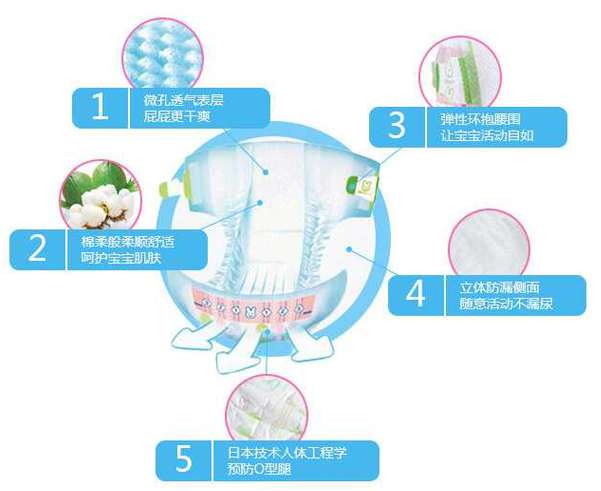 1
微孔透气表层
屁屁更干爽
2
棉柔般柔顺舒适
呵护宝宝肌肤
3
弹性环抱腰围
让宝宝活动自如
4
立体防漏侧面
随意活动不漏尿
5
日本技术人体工程学
预防O型腿